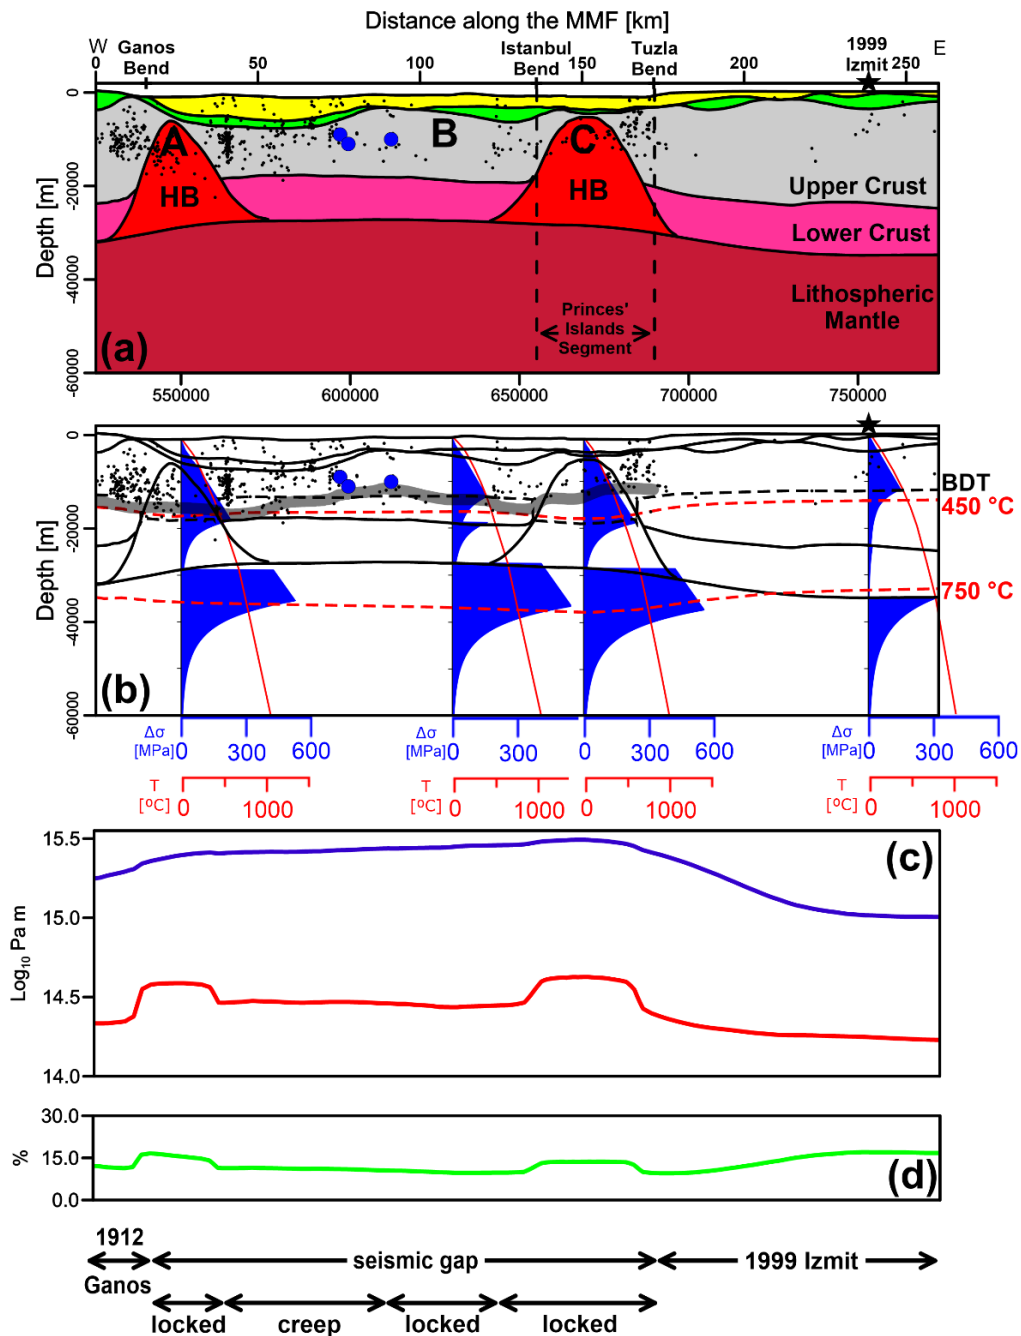 Distance along the MMF [km]
W
Ganos
Bend
Istanbul
Bend
Tuzla
Bend
1999
Izmit
E
0
50
100
150
200
250
Depth [m]
0
-20000
-40000
-60000
A
B
C
HB
HB
Upper Crust
Lower Crust
Lithospheric
Mantle
Princes'
Islands
Segment
(a)
550000
600000
650000
700000
750000
Depth [m]
0
-20000
-40000
-60000
BDT
450 °C
750 °C
(b)
Δσ
[MPa]
0
300
600
Δσ
[MPa]
0
300
0
300
600
Δσ
[MPa]
0
300
600
T
[ºC]
0
1000
T
[ºC]
0
1000
0
1000
T
[ºC]
0
1000
Log10 Pa m
15.5
15.0
14.5
14.0
(c)
%
30.0
15.0
0.0
(d)
1912
Ganos
seismic gap
1999 Izmit
locked
creep
locked
locked